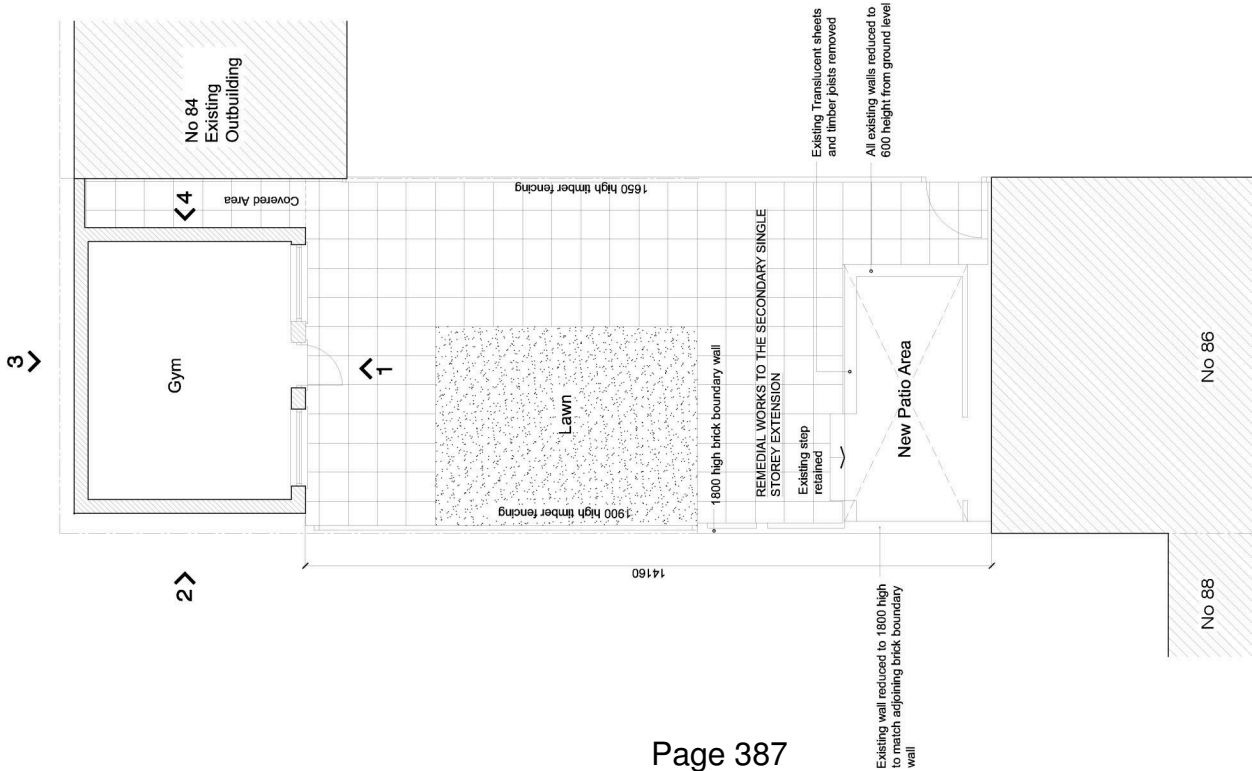 No 84
Existing
Outbuilding
3
Covered Area
4
Gym
1
2
1650 high timber fencing
Existing Translucent sheets
and timber joists removed
All existing walls reduced to
600 height from ground level
Lawn
1900 high timber fencing
1800 high brick boundary wall
REMEDIAL WORKS TO THE SECONDARY SINGLE
STOREY EXTENSION
Existing step
retained
New Patio Area
14160
Existing wall reduced to 1800 high
to match adjoining brick boundary
wall
No 86
No 88
Page 387